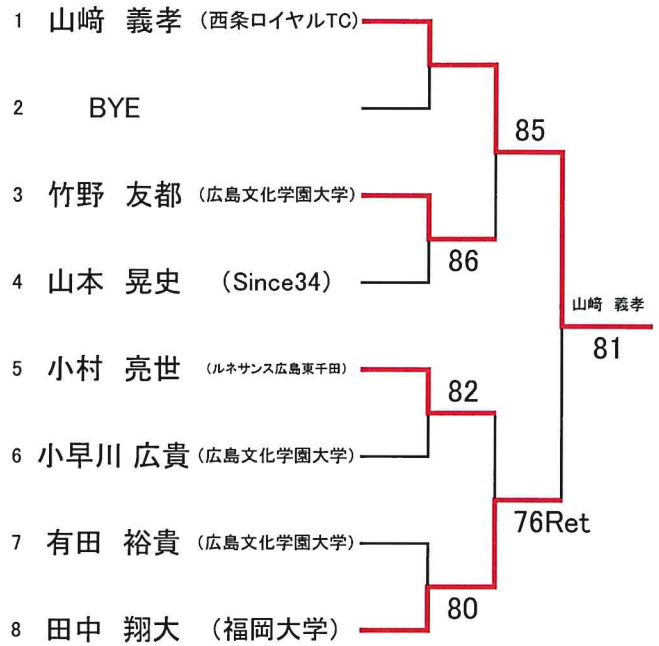 1 山﨑 義孝 (西条ロイヤルTC)
2 BYE
85
3 竹野 友都 (広島文化学園大学)
86
4 山本 晃史 (Since34)
山﨑 義孝
81
5 小村 亮世 (ルネサンス広島東千田)
82
6 小早川 広貴 (広島文化学園大学)
76Ret
7 有田 裕貴 (広島文化学園大学)
80
8 田中 翔大 (福岡大学)